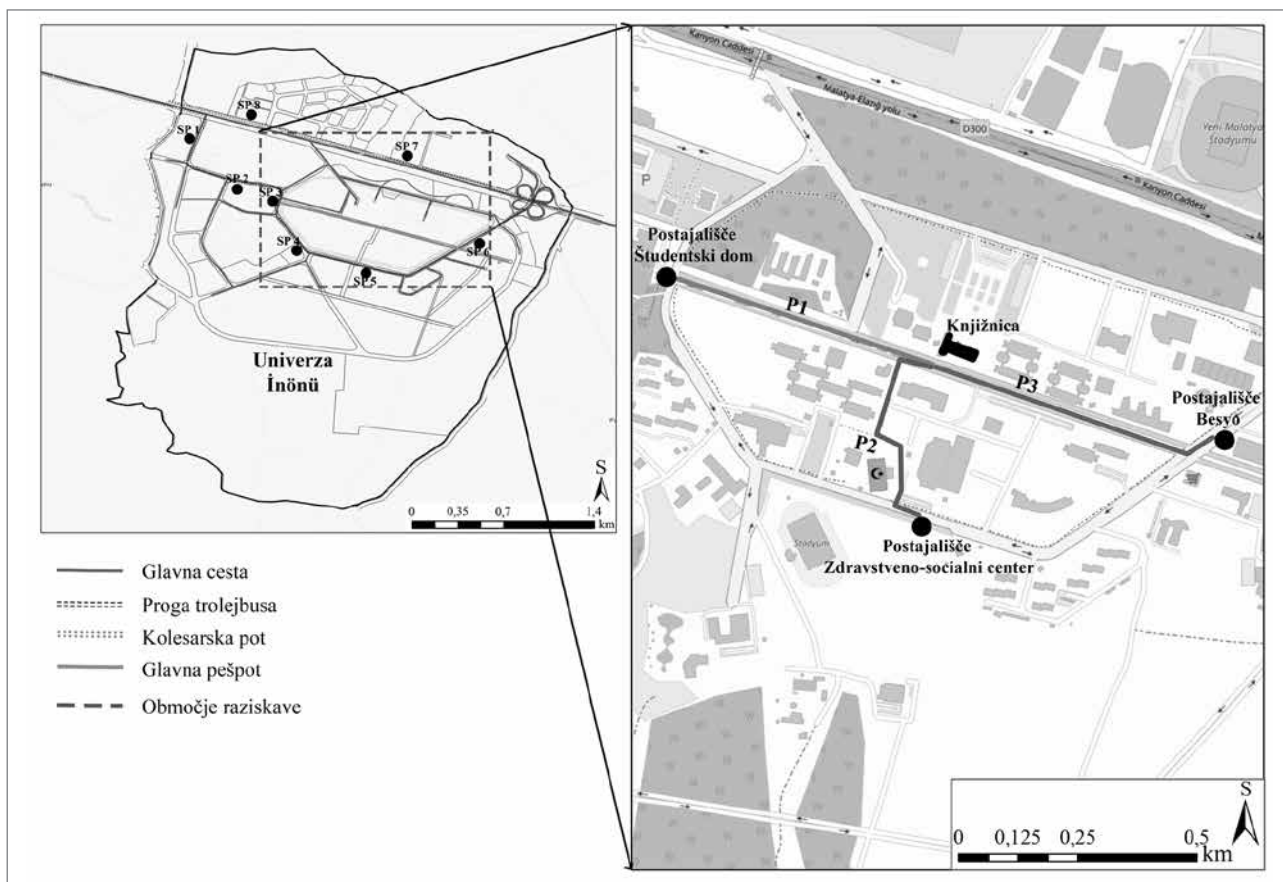 SP 8
SP 1
SP 7
SP 2
SP 3
SP 4
SP 6
SP 5
Univerza
İnönü
S
0 0,35 0,7 1,4
km
Glavna cesta
Proga trolejbusa
Kolesarska pot
Glavna pešpot
Območje raziskave
Kanyon Caddesi
Malatya-Elazığ yolu
D300
Yeni Malatya
Stadyumu
Kanyon Caddesi
P
Postajališče
Študentski dom
P1
Knjižnica
P3
Postajališče
Besyo
P2
Stadyum
Postajališče
Zdravstveno-socialni center
S
0 0,125 0,25 0,5
km